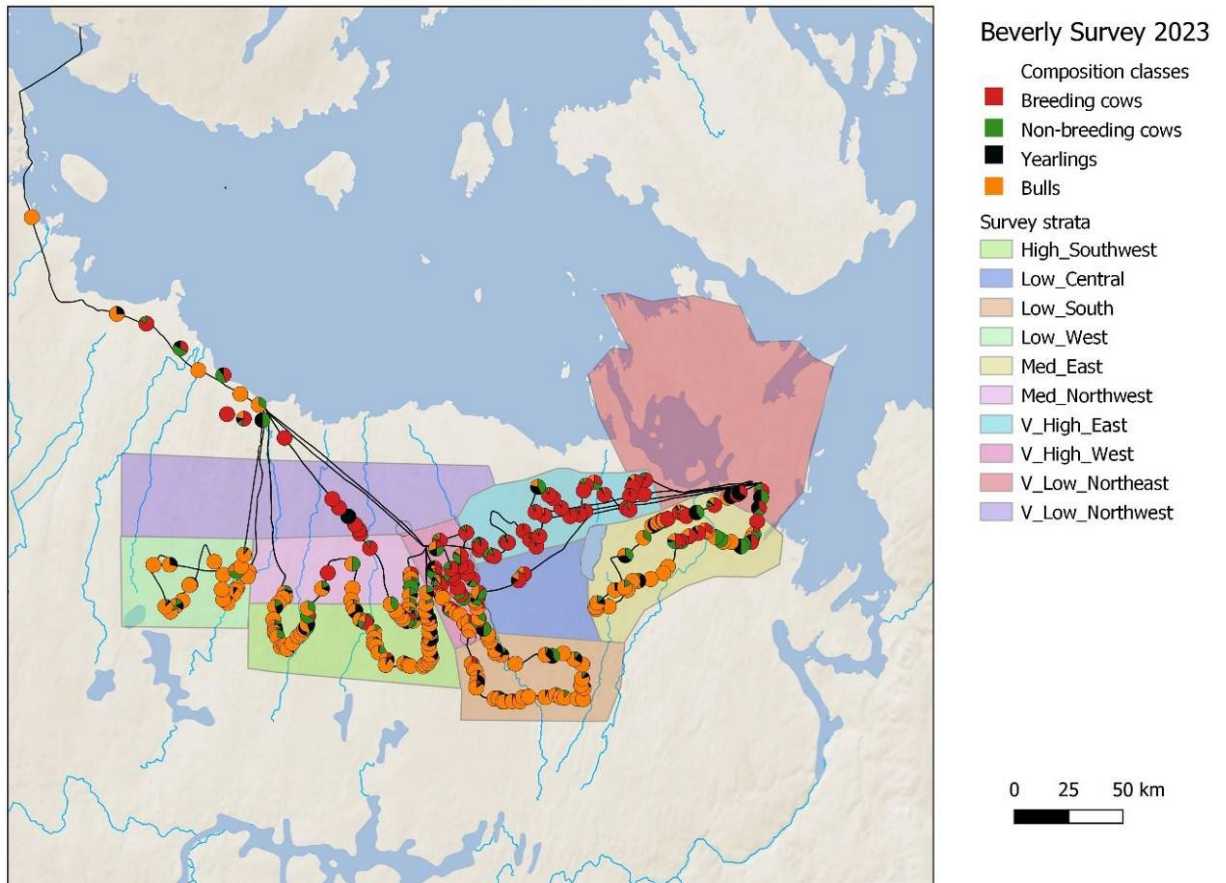 Beverly Survey 2023
Composition classes
Breeding cows
Non-breeding cows
Yearlings
Bulls
Survey strata
High_Southwest
Low_Central
Low_South
Low_West
Med_East
Med_Northwest
V_High_East
V_High_West
V_Low_Northeast
V_Low_Northwest
0 25 50 km